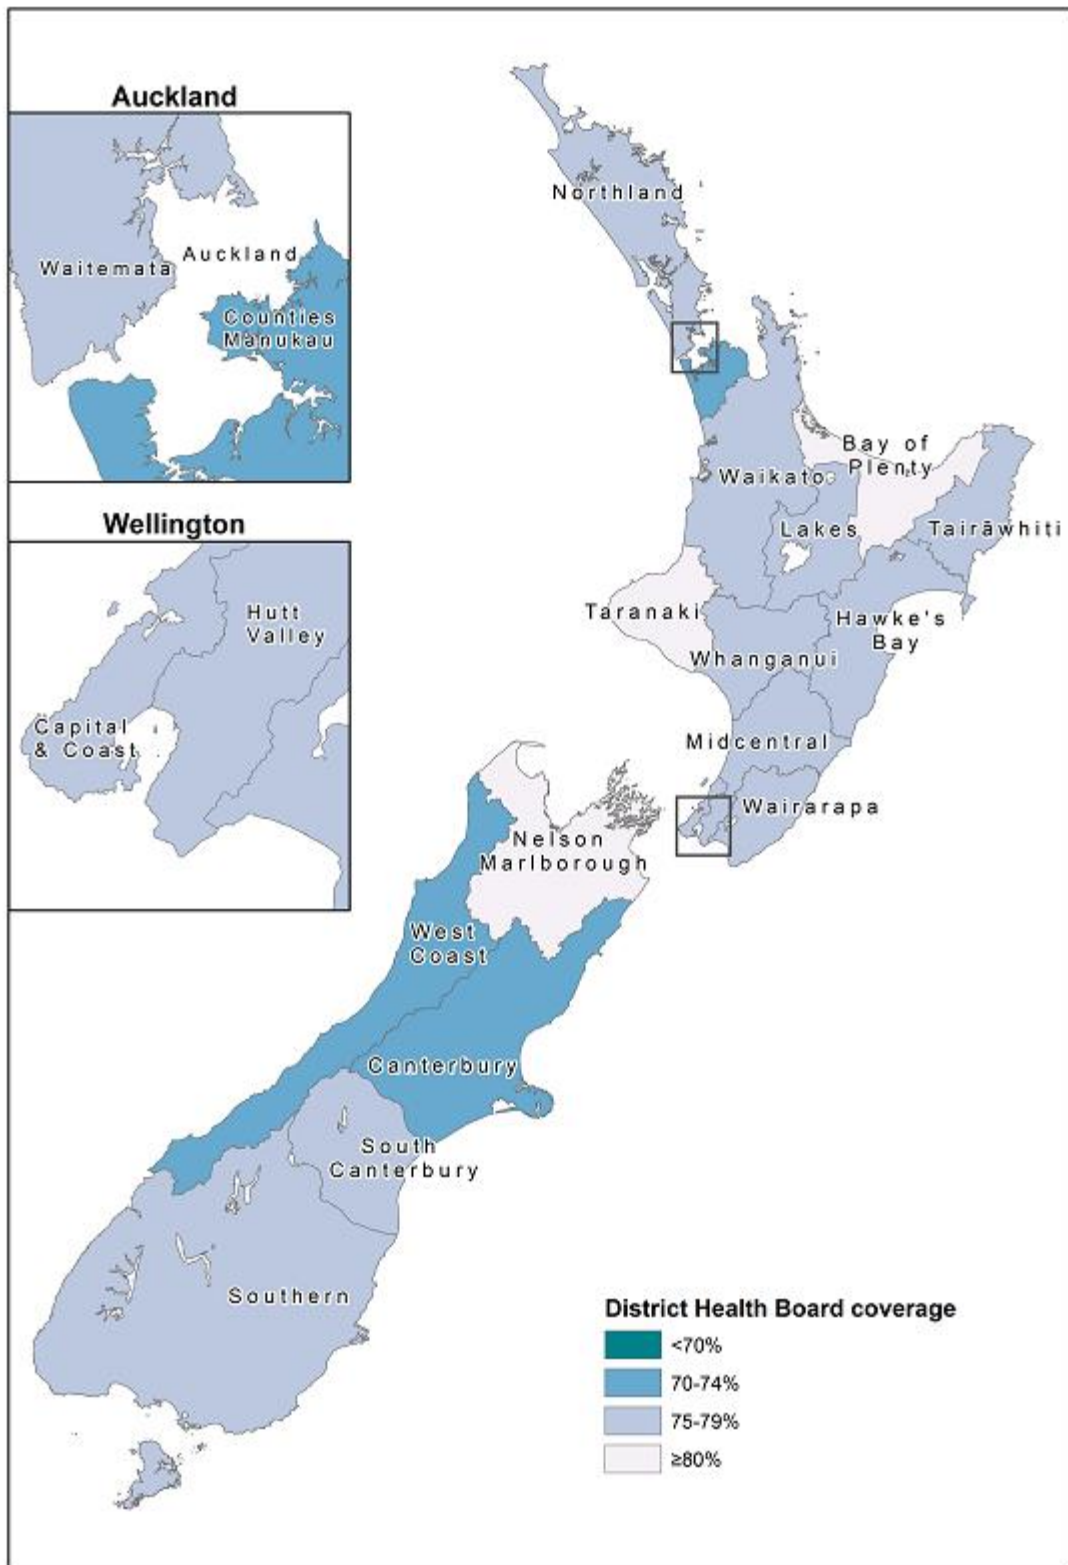 Auckland
Waitemata
Auckland
Counties
Manukau
Wellington
Hutt
Valley
Capital
& Coast
Northland
Bay of
Plenty
Waikato
Lakes
Tairāwhiti
Taranaki
Hawke's
Bay
Whanganui
Midcentral
Wairarapa
Nelson
Marlborough
West
Coast
Canterbury
South
Canterbury
Southern
District Health Board coverage
<70%
70-74%
75-79%
≥80%